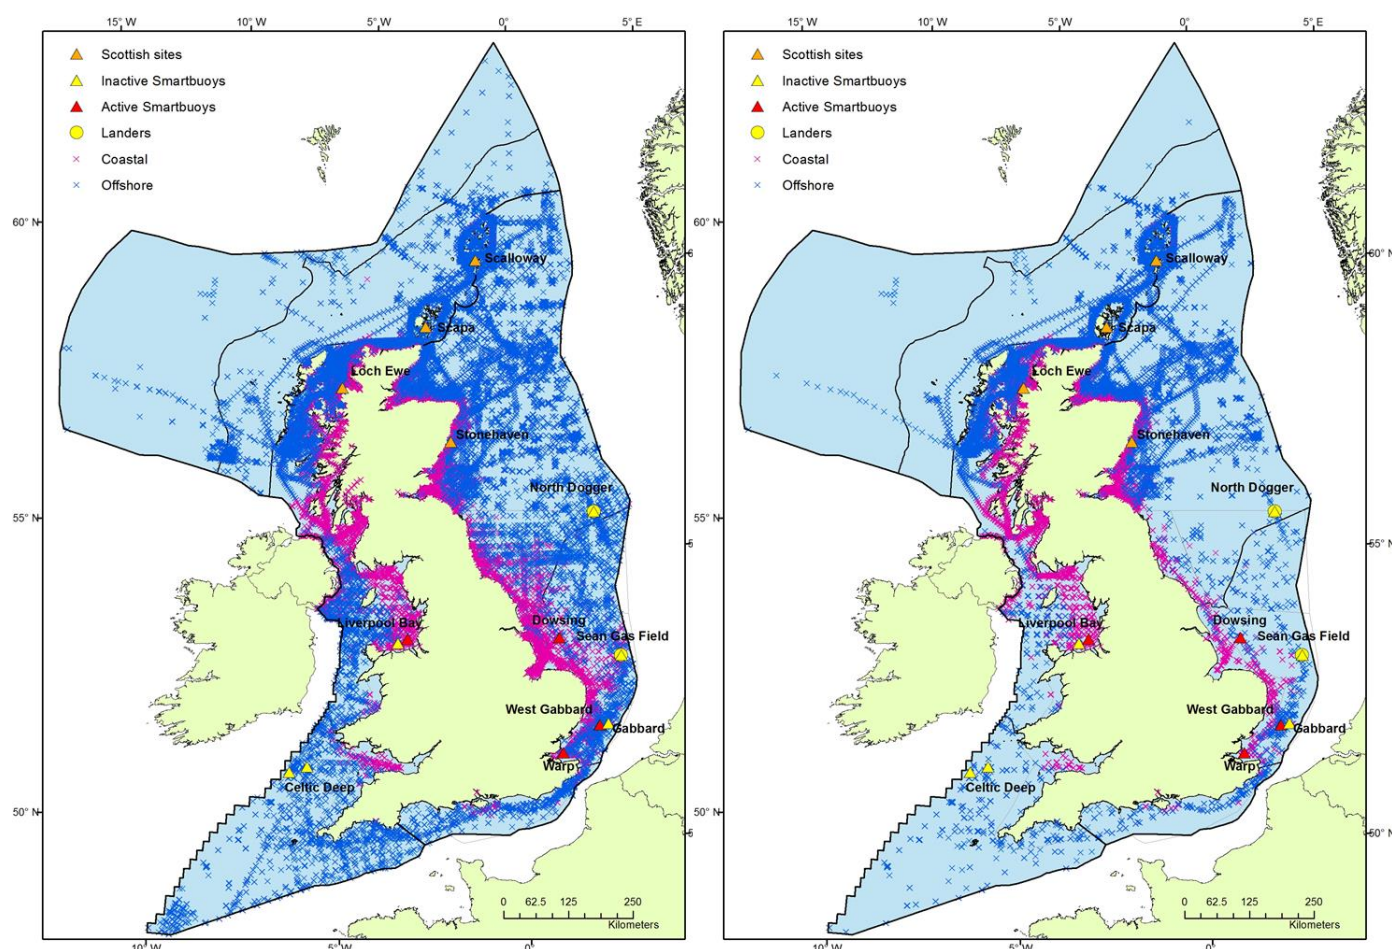 15° W 10° W 5° W 0° 5° E
Scottish sites
Inactive Smartbuoys
Active Smartbuoys
Landers
Coastal
Offshore
60° N
Scalloway
Scapa
Loch Ewe
Stonehaven
North Dogger
55° N
Dowsing
Liverpool Bay
Sean Gas Field
West Gabbard
Gabbard
Warp
Celtic Deep
50° N
0 62.5 125 250
Kilometers
10° W 5° W 0°
15° W 10° W 5° W 0° 5° E
Scottish sites
Inactive Smartbuoys
Active Smartbuoys
Landers
Coastal
Offshore
60° N
Scalloway
Scapa
Loch Ewe
Stonehaven
North Dogger
55° N
55° N
Dowsing
Liverpool Bay
Sean Gas Field
West Gabbard
Gabbard
Warp
Celtic Deep
50° N
50° N
0 62.5 125 250
Kilometers
10° W 5° W 0°